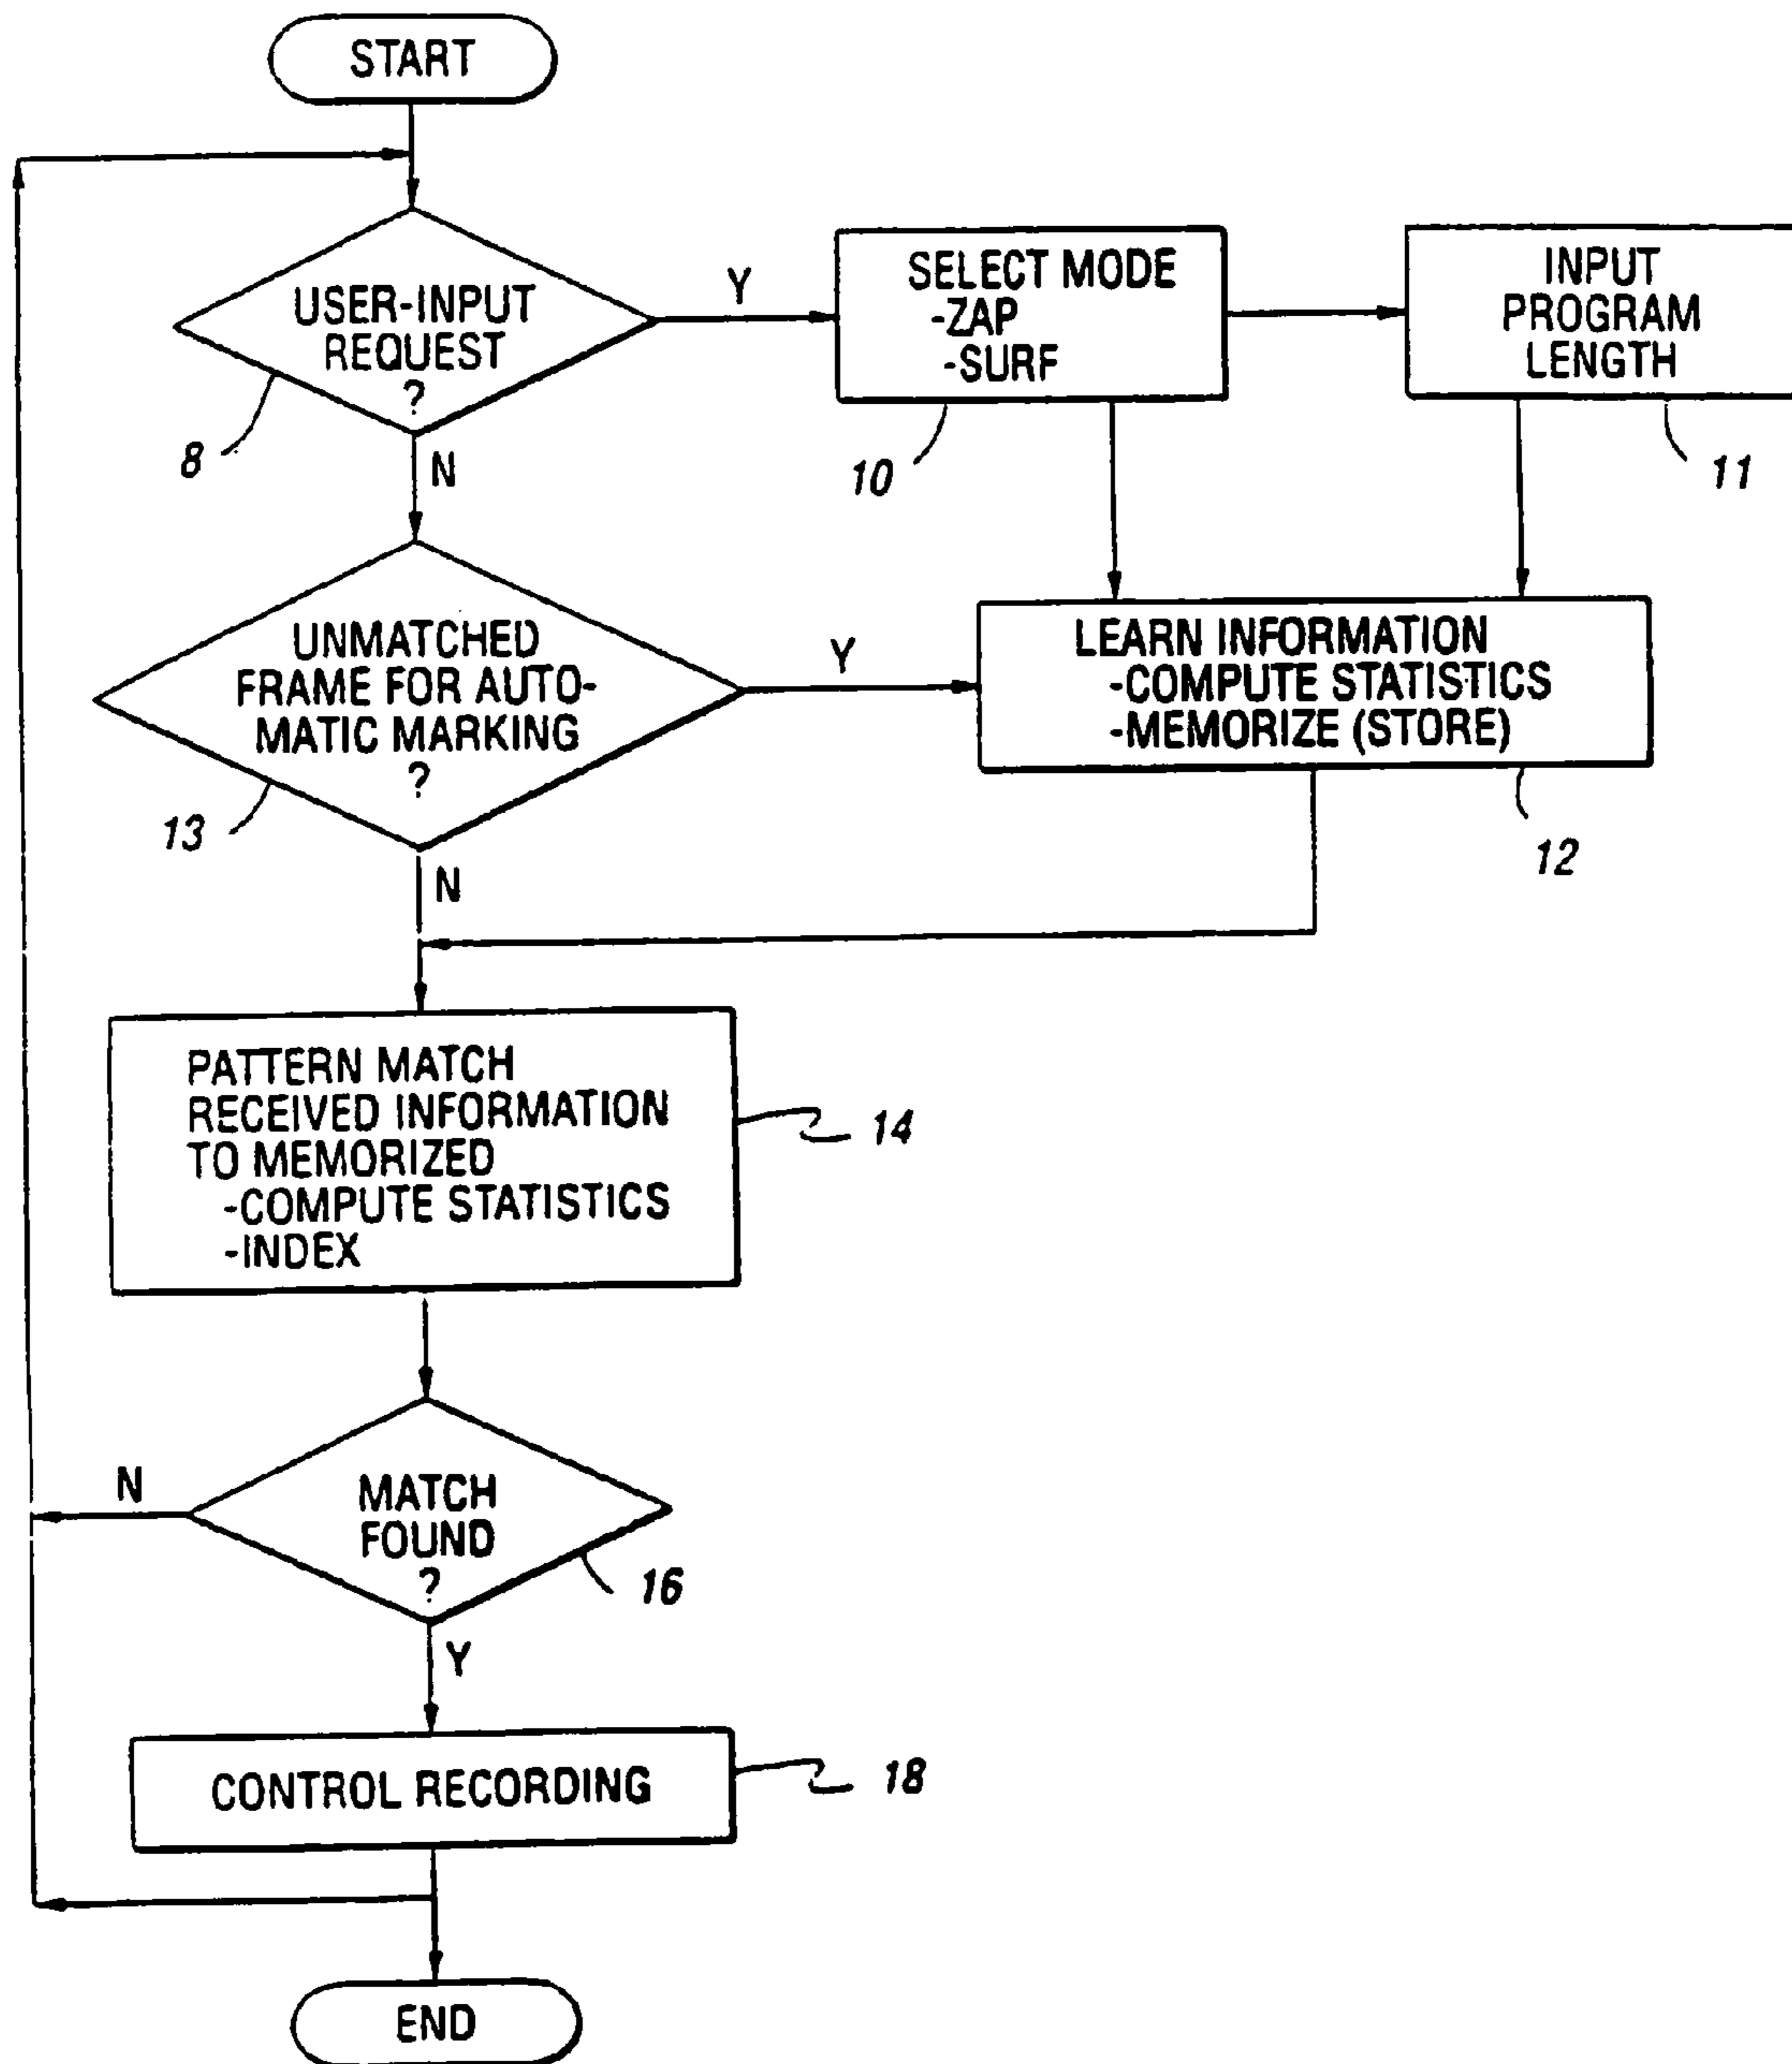 START
USER-INPUT
REQUEST
?
8
Y
N
SELECT MODE
-ZAP
-SURF
10
INPUT
PROGRAM
LENGTH
11
UNMATCHED
FRAME FOR AUTO-
MATIC MARKING
?
13
Y
N
LEARN INFORMATION
-COMPUTE STATISTICS
-MEMORIZE (STORE)
12
PATTERN MATCH
RECEIVED INFORMATION
TO MEMORIZED
-COMPUTE STATISTICS
-INDEX
14
N
MATCH
FOUND
?
16
Y
CONTROL RECORDING
18
END